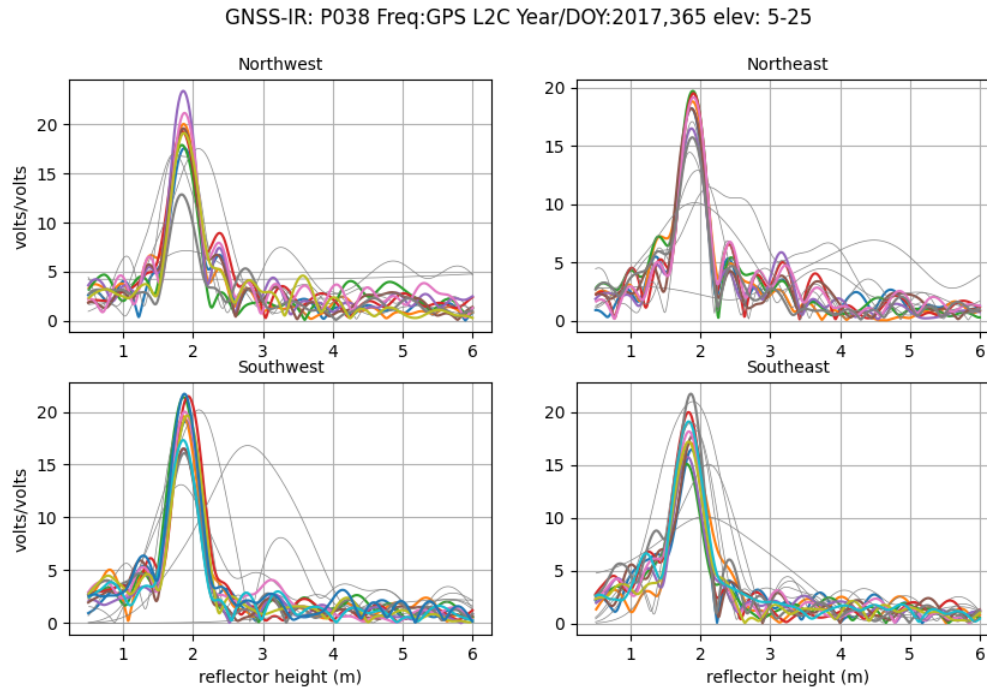 GNSS-IR: P038 Freq:GPS L2C Year/DOY:2017,365 elev: 5-25
Northwest
Northeast
volts/volts
20
15
10
5
0
1 2 3 4 5 6
20
15
10
5
0
1 2 3 4 5 6
Southwest
Southeast
volts/volts
20
15
10
5
0
1 2 3 4 5 6
reflector height (m)
20
15
10
5
0
1 2 3 4 5 6
reflector height (m)